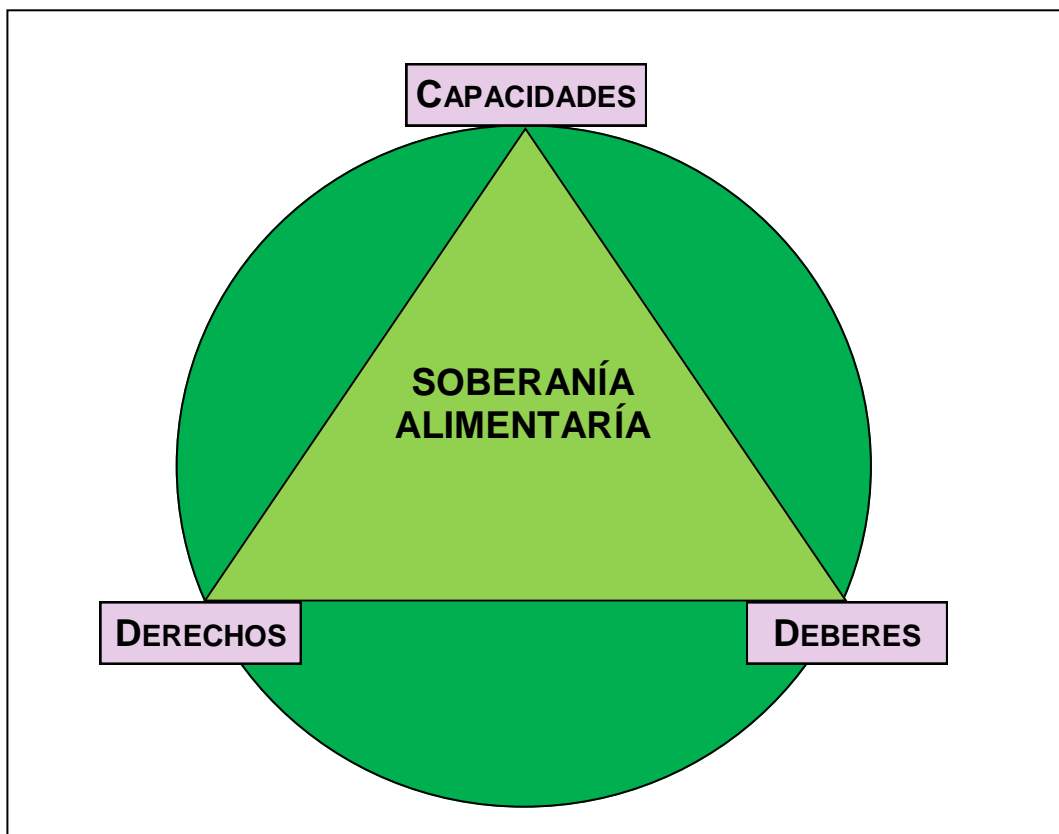 CAPACIDADES
SOBERANÍA
ALIMENTARÍA
DERECHOS
DEBERES